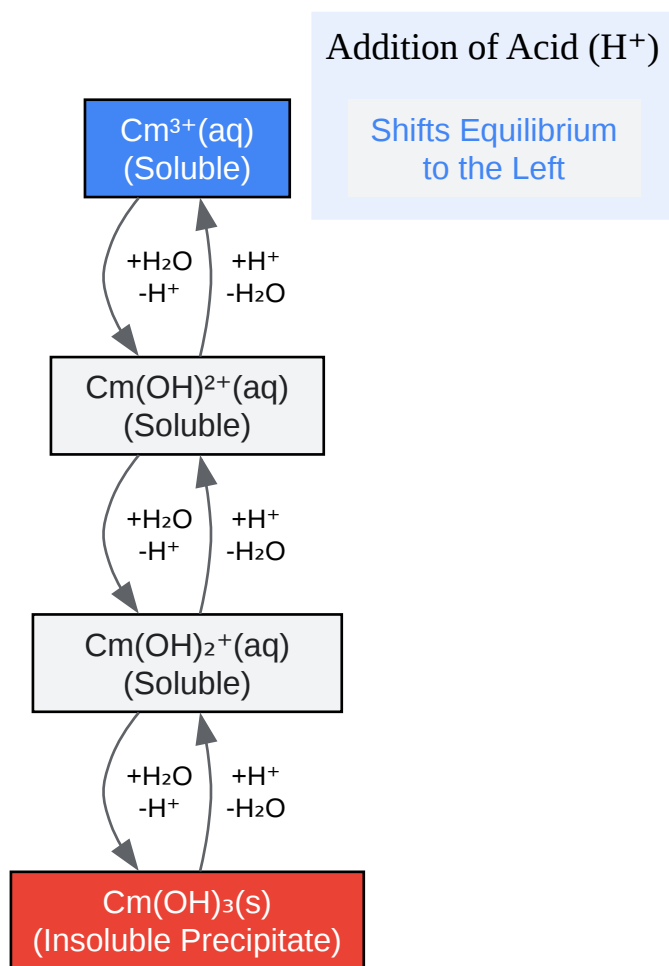 Addition of Acid (H⁺)
Shifts Equilibrium
to the Left
Cm³⁺(aq)
(Soluble)
+H₂O
-H⁺
+H⁺
-H₂O
Cm(OH)²⁺(aq)
(Soluble)
+H₂O
-H⁺
+H⁺
-H₂O
Cm(OH)₂⁺(aq)
(Soluble)
+H₂O
-H⁺
+H⁺
-H₂O
Cm(OH)₃(s)
(Insoluble Precipitate)